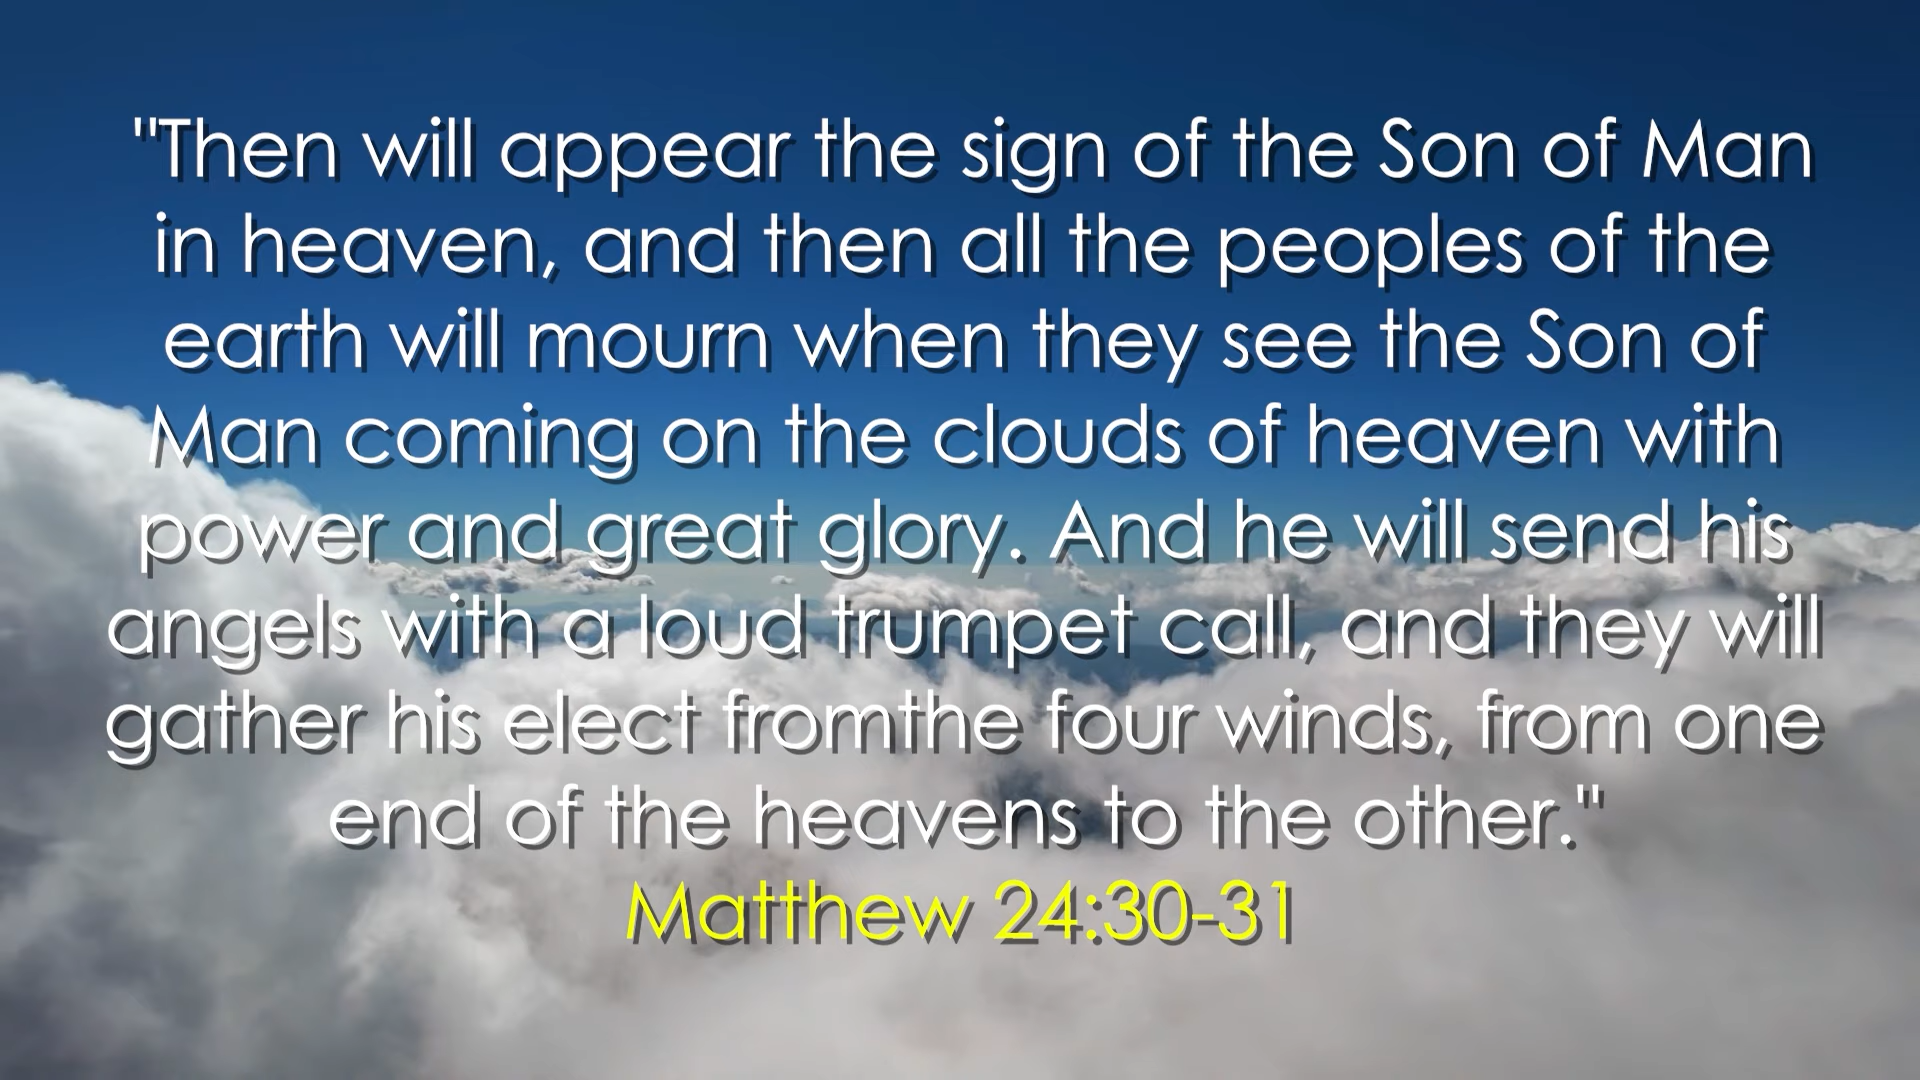 "Then will appear the sign of the Son of Man
in heaven, and then all the peoples of the
earth will mourn when they see the Son of
Man coming on the clouds of heaven with
power and great glory. And he will send his
angels with a loud trumpet call, and they will
gather his elect fromthe four winds, from one
end of the heavens to the other."
Matthew 24:30-31